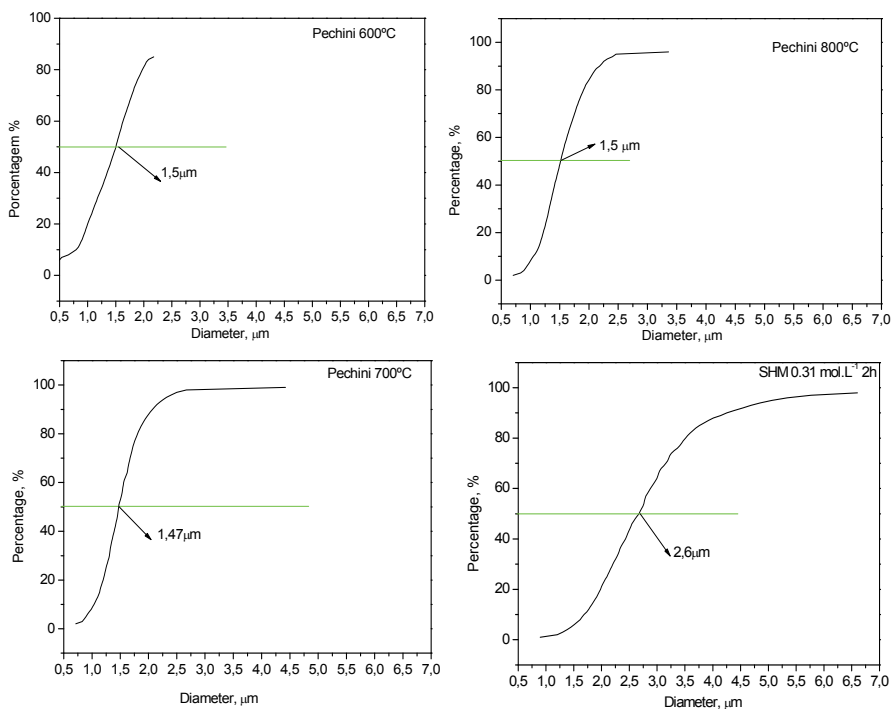 Pechini 600ºC
100
80
60
40
20
0
Porcentagem %
1,5µm
0,5 1,0 1,5 2,0 2,5 3,0 3,5 4,0 4,5 5,0 5,5 6,0 6,5 7,0
Diameter, µm
Pechini 800ºC
100
80
60
40
20
0
Percentage, %
1,5 µm
0,5 1,0 1,5 2,0 2,5 3,0 3,5 4,0 4,5 5,0 5,5 6,0 6,5 7,0
Diameter, µm
Pechini 700ºC
100
80
60
40
20
0
Percentage, %
1,47µm
0,5 1,0 1,5 2,0 2,5 3,0 3,5 4,0 4,5 5,0 5,5 6,0 6,5 7,0
Diameter, µm
SHM 0.31 mol.L⁻¹ 2h
100
80
60
40
20
0
Percentage, %
2,6µm
0,5 1,0 1,5 2,0 2,5 3,0 3,5 4,0 4,5 5,0 5,5 6,0 6,5 7,0
Diameter, µm